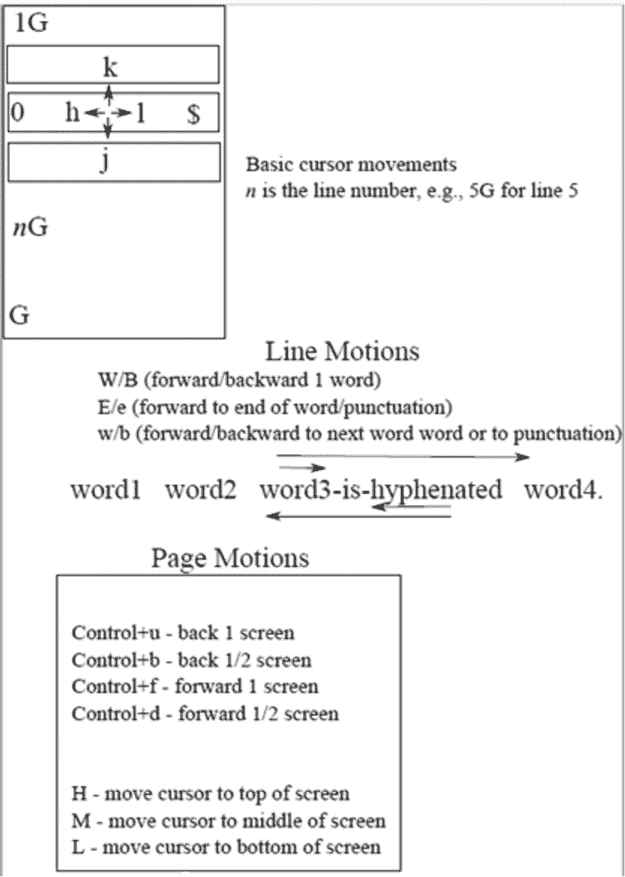 1G
k
0 h l $
j
Basic cursor movements
n is the line number, e.g., 5G for line 5
nG
G
Line Motions
W/B (forward/backward 1 word)
E/e (forward to end of word/punctuation)
w/b (forward/backward to next word word or to punctuation)
word1 word2 word3-is-hyphenated word4.
Page Motions
Control+u - back 1 screen
Control+b - back 1/2 screen
Control+f - forward 1 screen
Control+d - forward 1/2 screen
H - move cursor to top of screen
M - move cursor to middle of screen
L - move cursor to bottom of screen